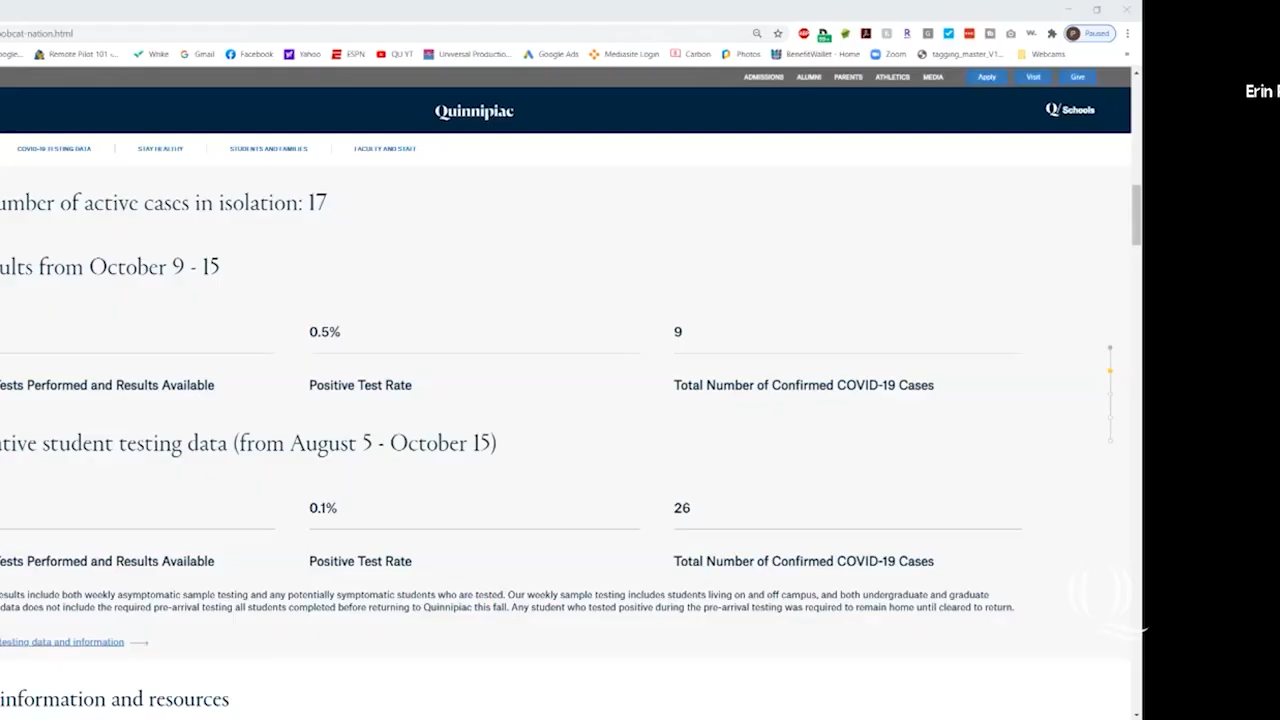 obcat-nation.html
Remote Pilot 101 -... Wrike Gmail Facebook Yahoo ESPN QU YT Universal Productio... Google Ads Mediasite Login Carbon Photos BenefitWallet - Home Zoom tagging_master_V1... Webcams »
Paused
ADMISSIONS ALUMNI PARENTS ATHLETICS MEDIA Apply Visit Give
Quinnipiac
Q/ Schools
Erin
COVID-19 TESTING DATA STAY HEALTHY STUDENTS AND FAMILIES FACULTY AND STAFF
umber of active cases in isolation: 17
ults from October 9 - 15
0.5% 9
ests Performed and Results Available Positive Test Rate Total Number of Confirmed COVID-19 Cases
ative student testing data (from August 5 - October 15)
0.1% 26
ests Performed and Results Available Positive Test Rate Total Number of Confirmed COVID-19 Cases
esults include both weekly asymptomatic sample testing and any potentially symptomatic students who are tested. Our weekly sample testing includes students living on and off campus, and both undergraduate and graduate
data does not include the required pre-arrival testing all students completed before returning to Quinnipiac this fall. Any student who tested positive during the pre-arrival testing was required to remain home until cleared to return.
testing data and information
information and resources